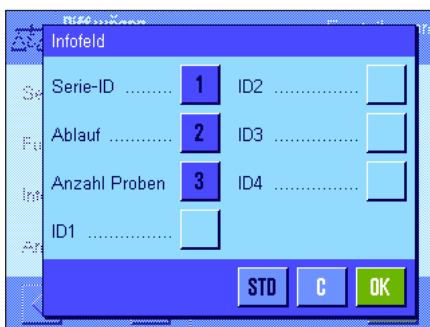 Infofeld
Serie-ID ......... 1
Ablauf ............ 2
Anzahl Proben 3
ID1 ................
ID2 ................
ID3 ................
ID4 ................
STD C OK